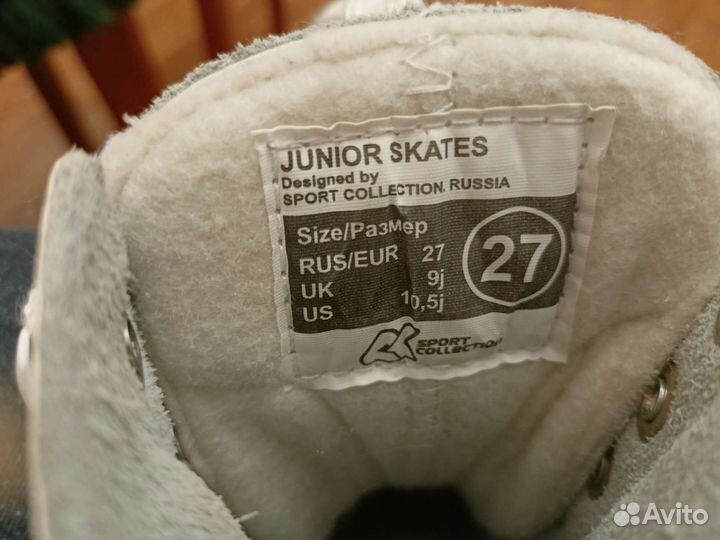 JUNIOR SKATES
Designed by
SPORT COLLECTION, RUSSIA
Size/Размер
RUS/EUR 27
UK 9j
US 10,5j
27
SPORT
COLLECTION
Avito